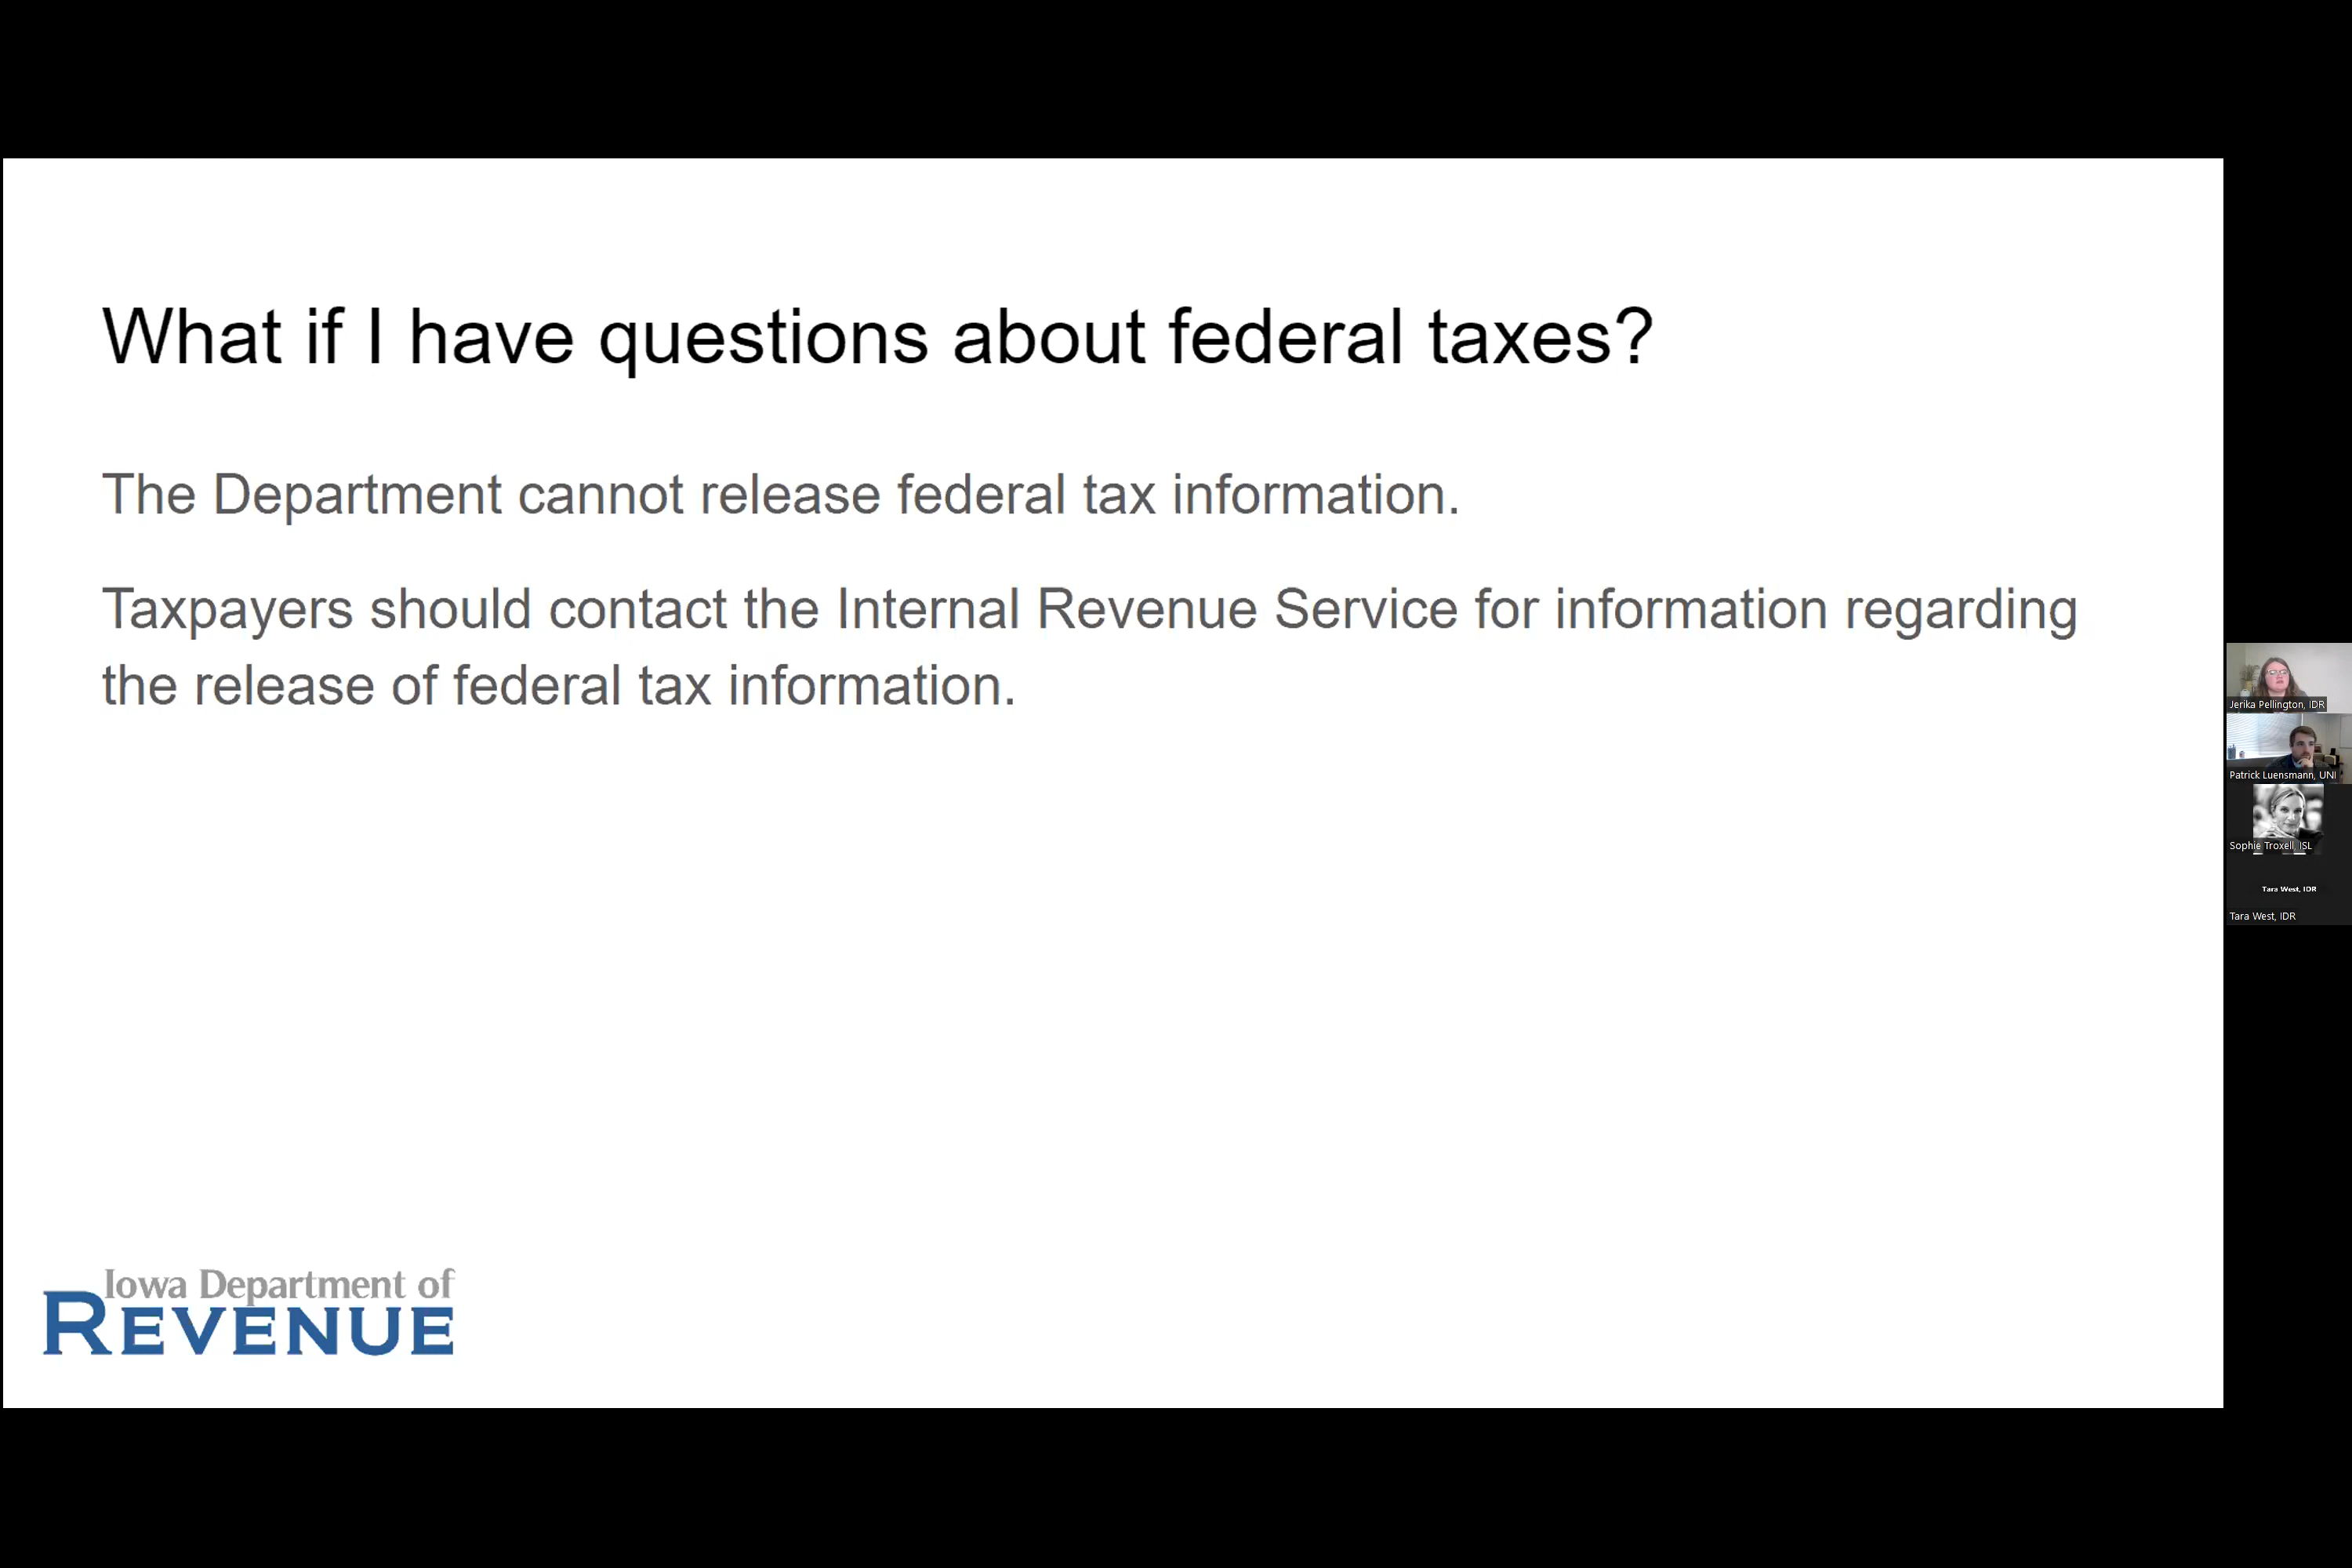 What if I have questions about federal taxes?
The Department cannot release federal tax information.
Taxpayers should contact the Internal Revenue Service for information regarding
the release of federal tax information.
Iowa Department of
REVENUE
Jerika Pellington, IDR
Patrick Luensmann, UNI
Sophie Troxell, ISL
Tara West, IDR
Tara West, IDR